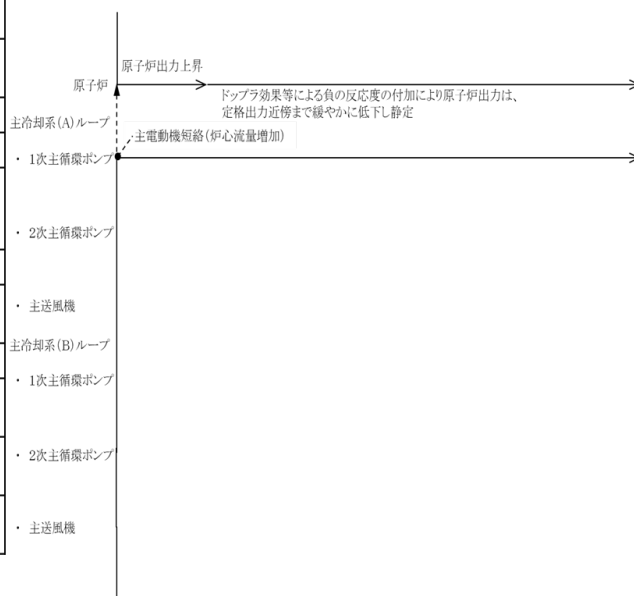 原子炉出力上昇
原子炉
ドップラ効果等による負の反応度の付加により原子炉出力は、
定格出力近傍まで緩やかに低下し静定
主冷却系(A)ループ
主電動機短絡(炉心流量増加)
・ 1次主循環ポンプ
・ 2次主循環ポンプ
・ 主送風機
主冷却系(B)ループ
・ 1次主循環ポンプ
・ 2次主循環ポンプ
・ 主送風機